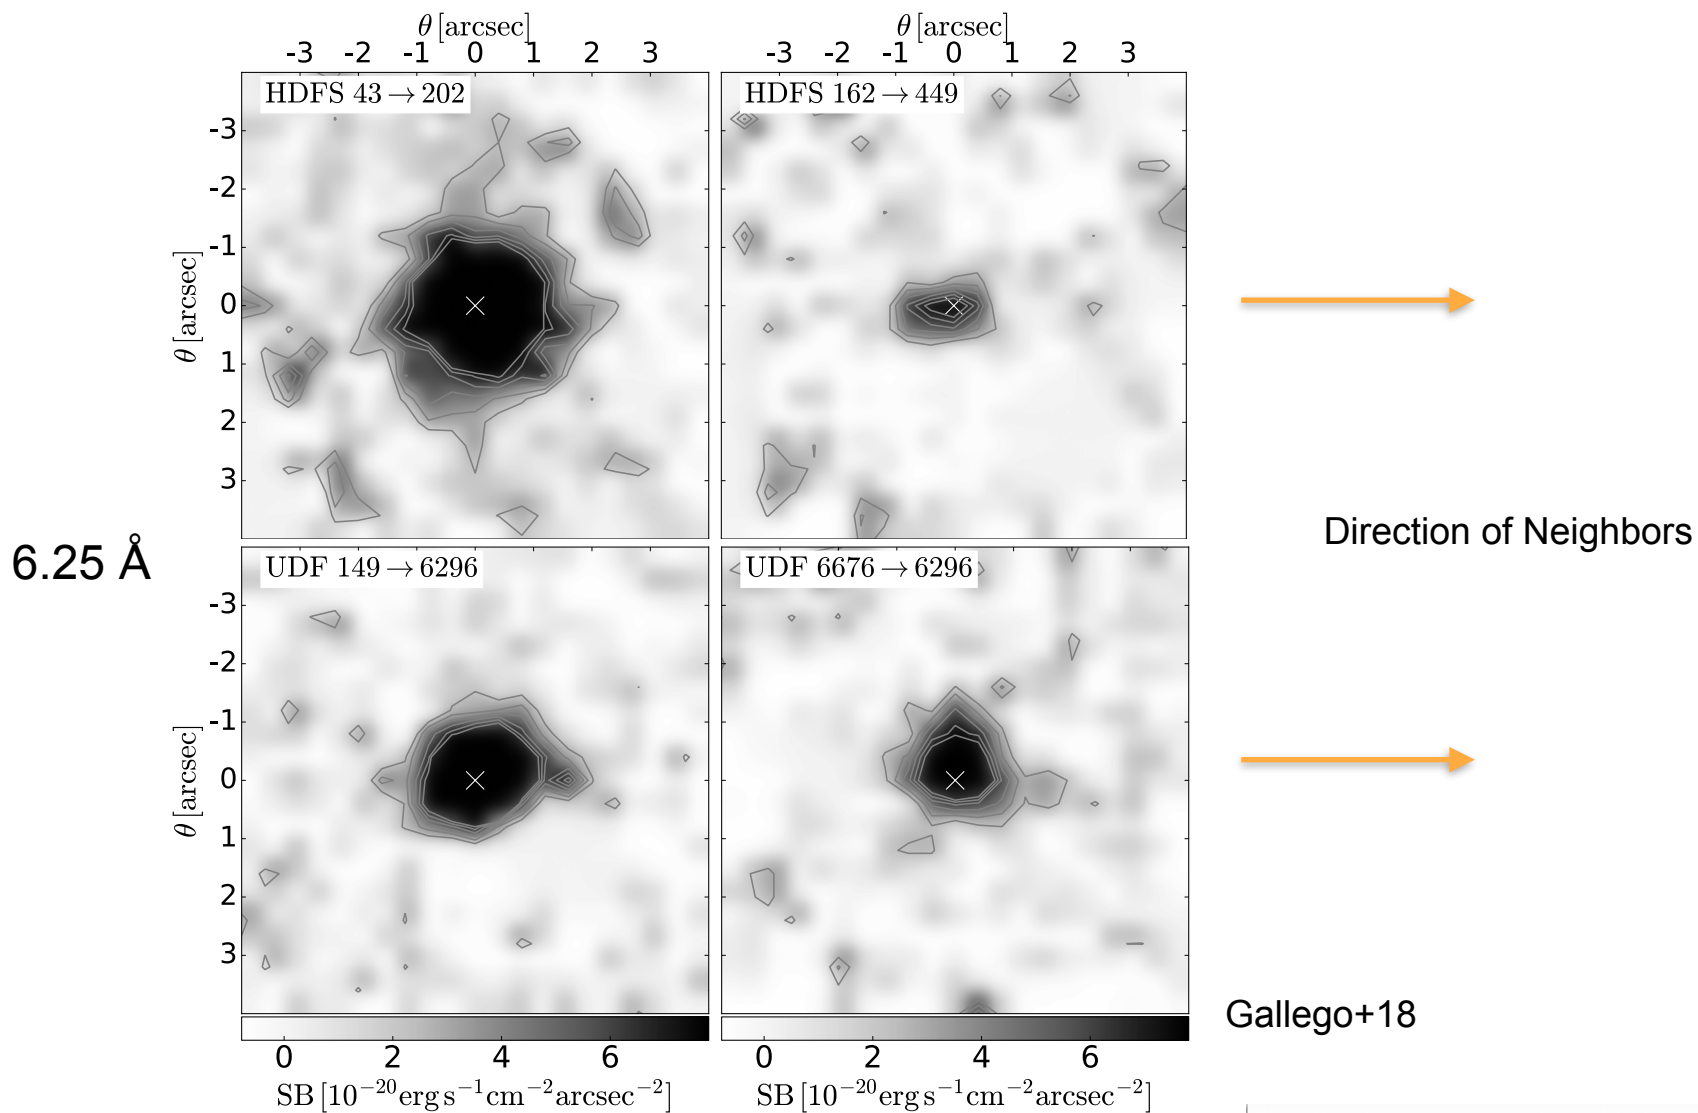 θ [arcsec]
θ [arcsec]
-3 -2 -1 0 1 2 3
-3 -2 -1 0 1 2 3
HDFS 43 → 202
HDFS 162 → 449
-3
-2
-1
0
1
2
3
θ [arcsec]
Direction of Neighbors
6.25 Å
UDF 149 → 6296
UDF 6676 → 6296
-3
-2
-1
0
1
2
3
θ [arcsec]
Gallego+18
0 2 4 6
0 2 4 6
SB [10⁻²⁰ erg s⁻¹ cm⁻² arcsec⁻²]
SB [10⁻²⁰ erg s⁻¹ cm⁻² arcsec⁻²]